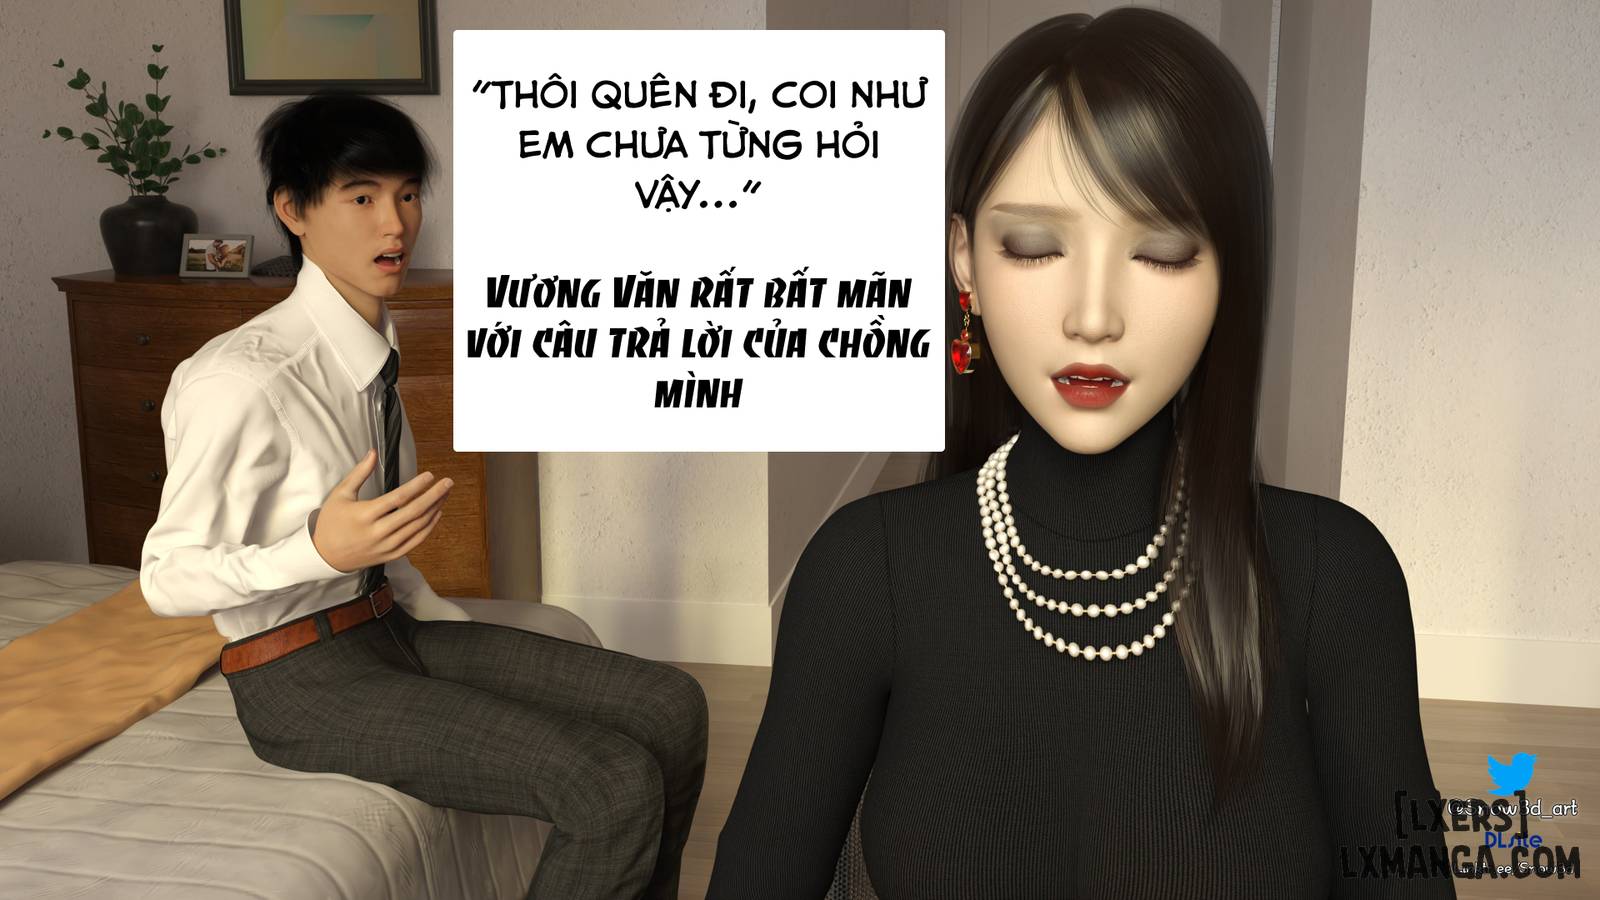 “THÔI QUÊN ĐI, COI NHƯ
EM CHƯA TỪNG HỎI
VẬY...”
VƯƠNG VĂN RẤT BẤT MÃN
VỚI CÂU TRẢ LỜI CỦA CHỒNG
MÌNH
@Snow3d_art
[LXERS]
DLsite
LXMANGA.COM